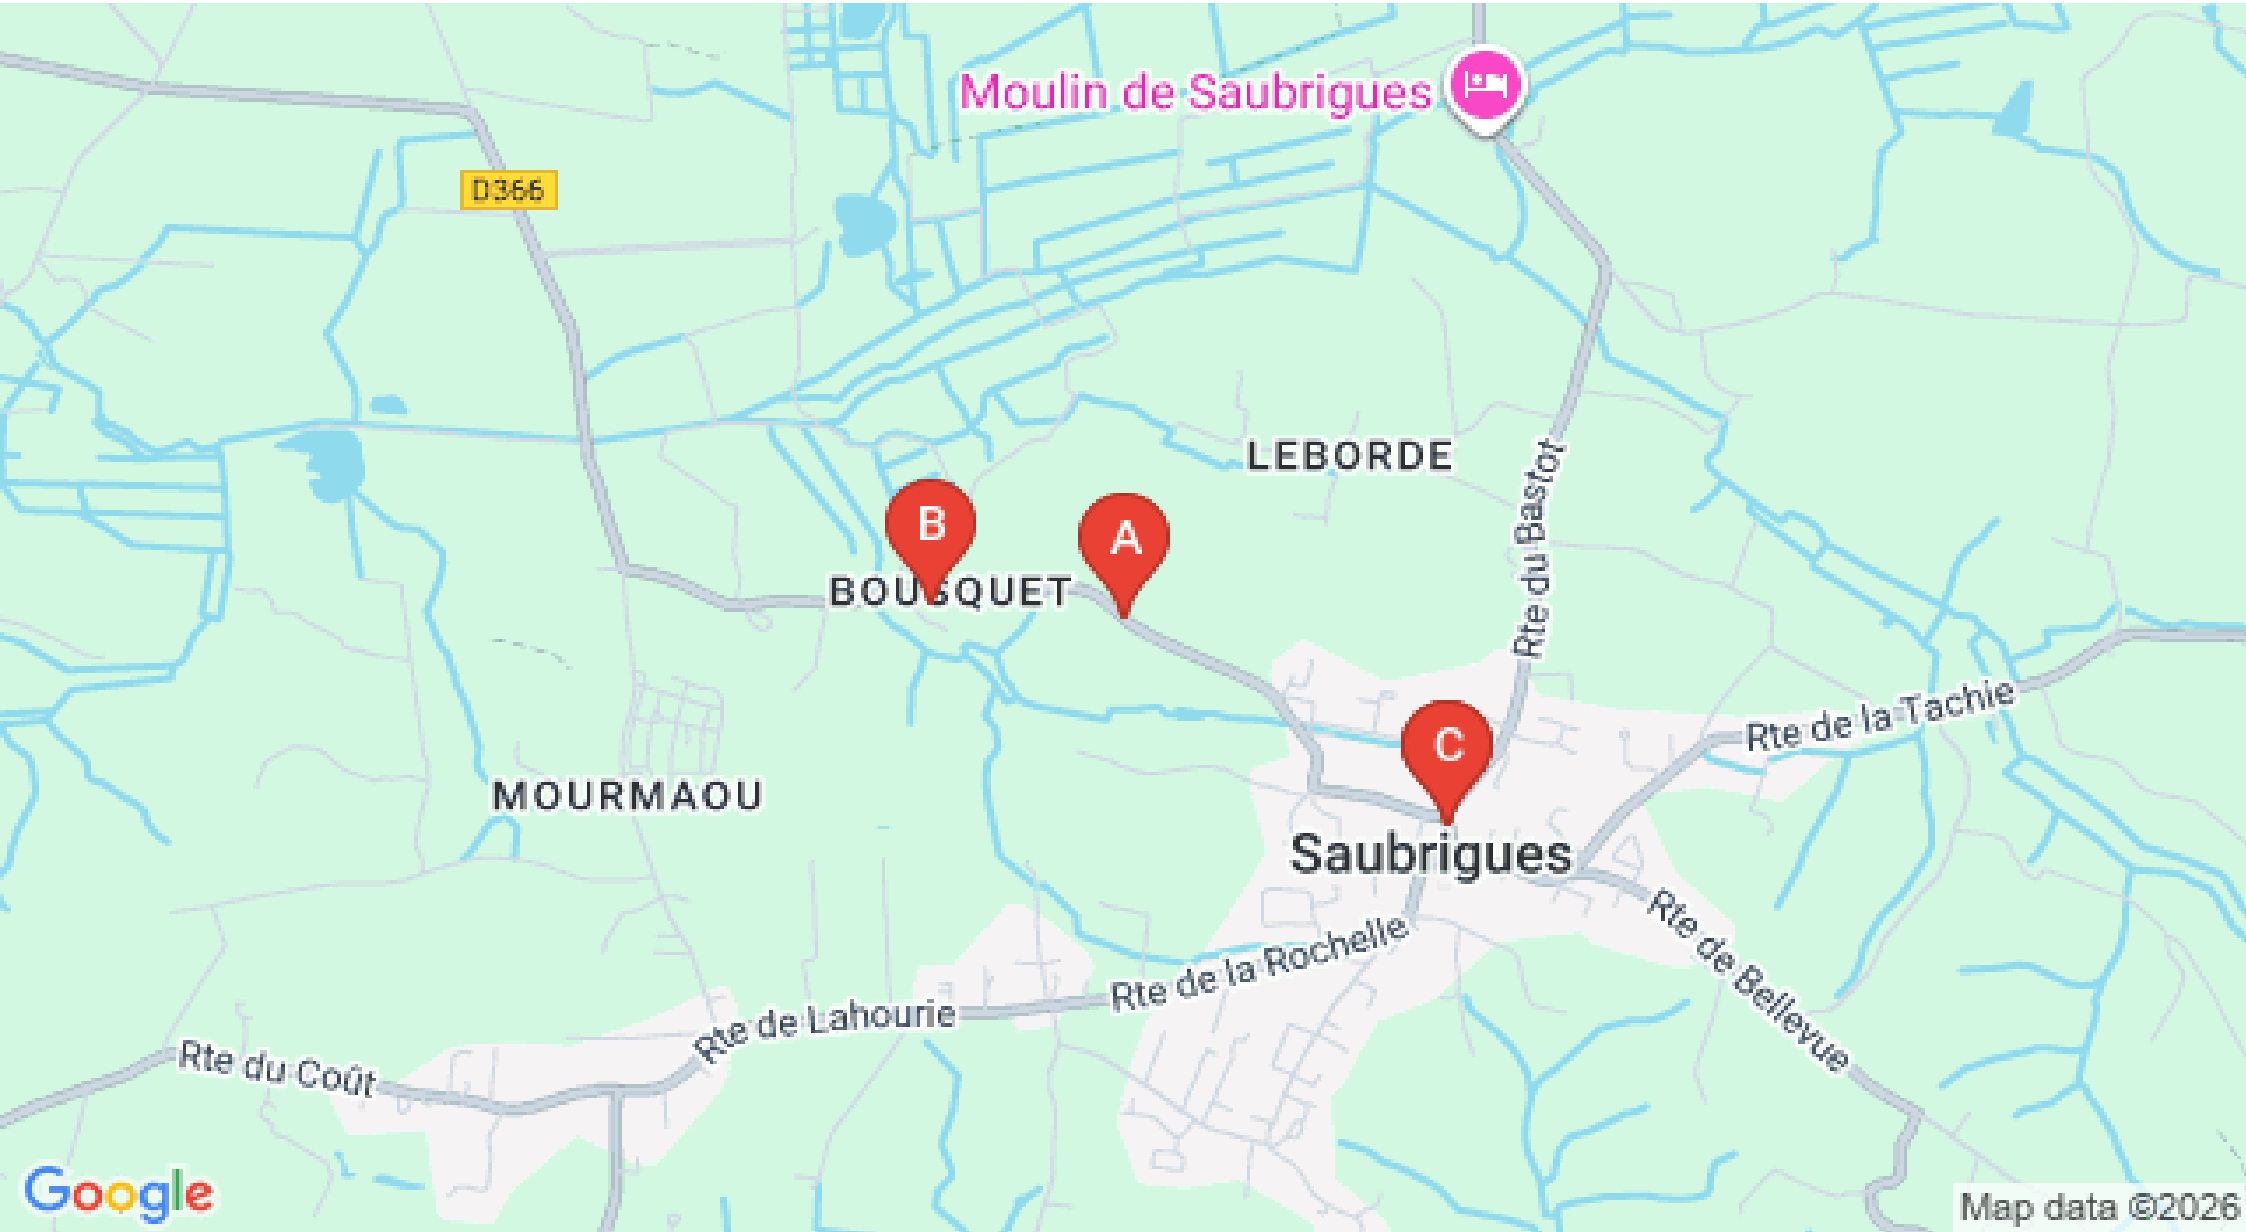 Moulin de Saubrigues
D366
LEBORDE
Rte du Bastot
B
A
BOUSQUET
C
Rte de la Tachie
MOURMAOU
Saubrigues
Rte de la Rochelle
Rte de Bellevue
Rte de Lahourie
Rte du Coût
Google
Map data ©2026